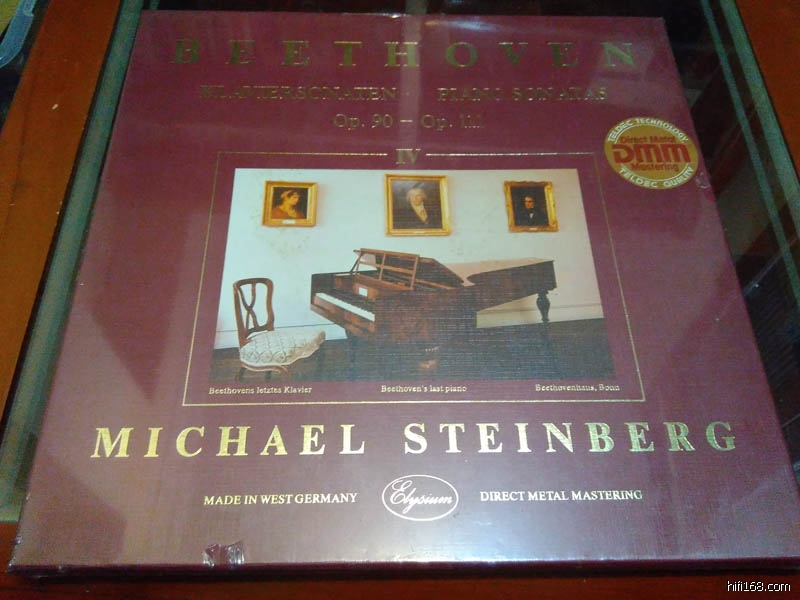 BEETHOVEN
KLAVIERSONATEN PIANO SONATAS
Op. 90 – Op. 111
TELDEC TECHNOLOGY
Direct Metal
DMM
Mastering
TELDEC QUALITY
IV
Beethovens letztes Klavier Beethoven's last piano Beethovenhaus, Bonn
MICHAEL STEINBERG
MADE IN WEST GERMANY Elysium DIRECT METAL MASTERING
hifi168.com